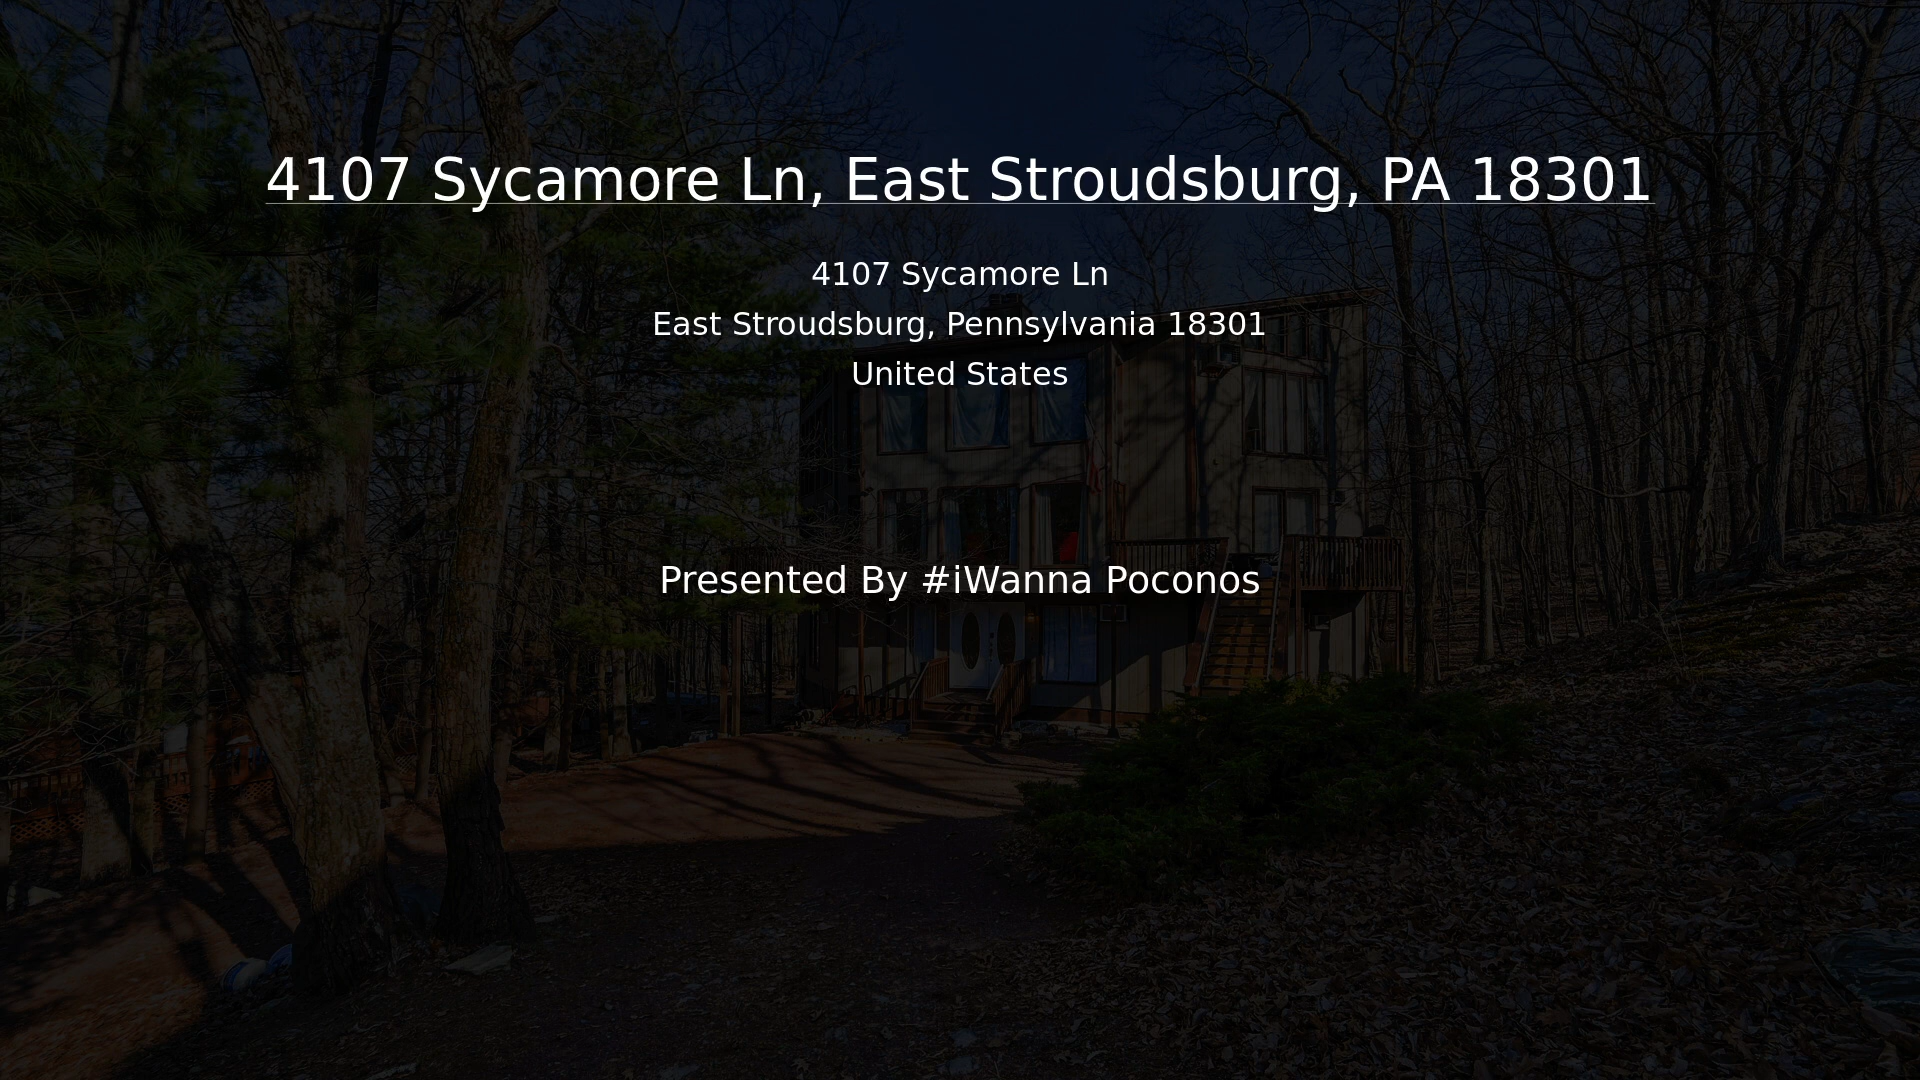 4107 Sycamore Ln, East Stroudsburg, PA 18301
4107 Sycamore Ln
East Stroudsburg, Pennsylvania 18301
United States
Presented By #iWanna Poconos